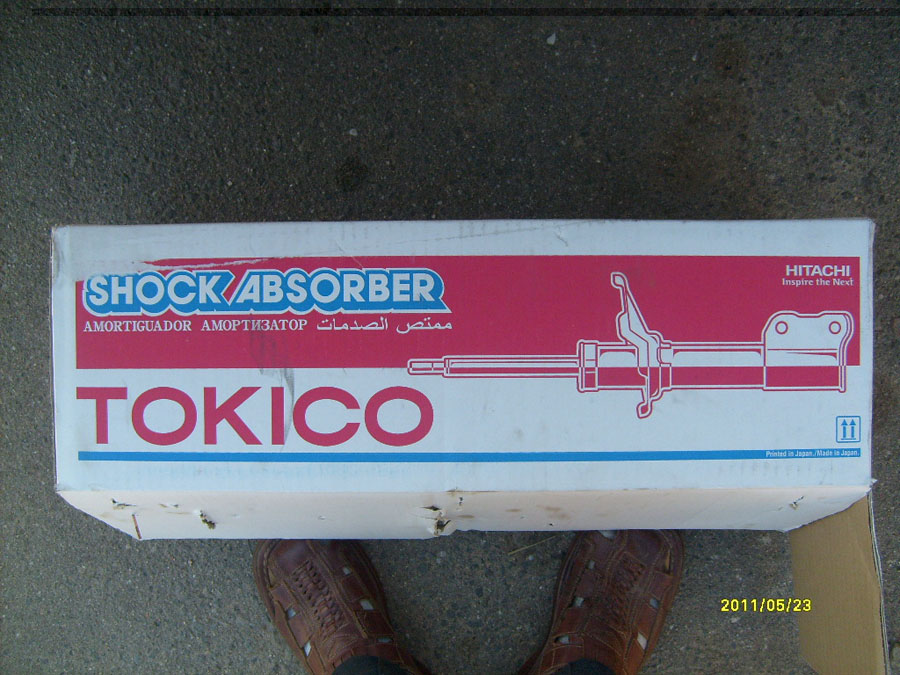 SHOCK ABSORBER
AMORTIGUADOR АМОРТИЗАТОР ممتص الصدمات
TOKICO
HITACHI
Inspire the Next
Printed in Japan./Made in Japan.
2011/05/23